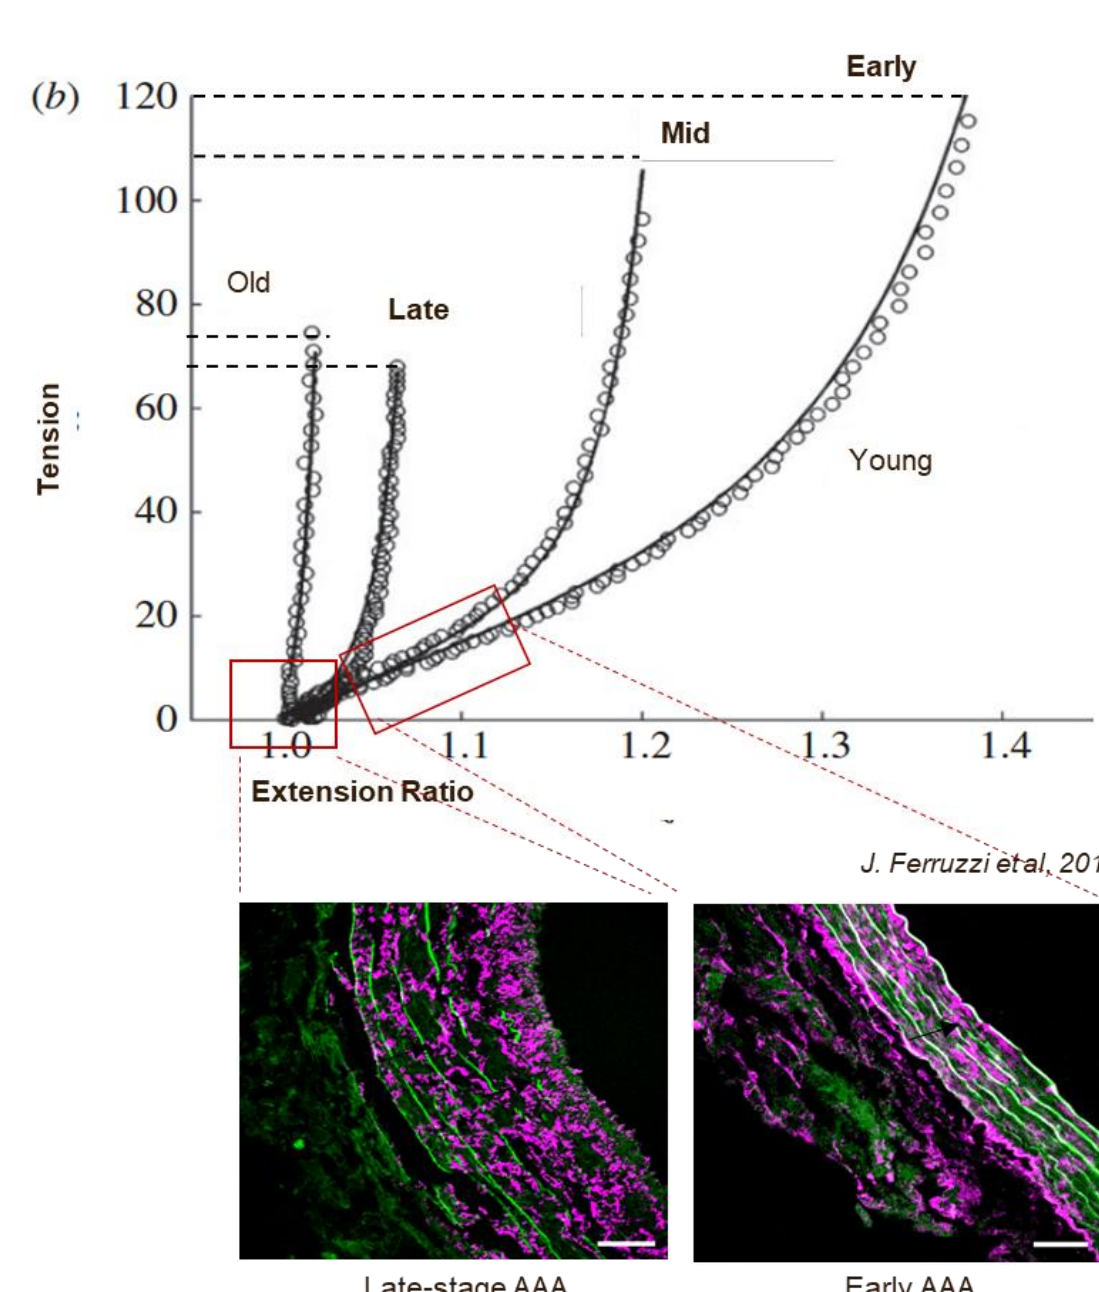 (b)
Early
120
Mid
100
Old
80
Late
60
Tension
Young
40
20
0
1.0
1.1
1.2
1.3
1.4
Extension Ratio
J. Ferruzzi et al, 201
Late-stage AAA
Early AAA